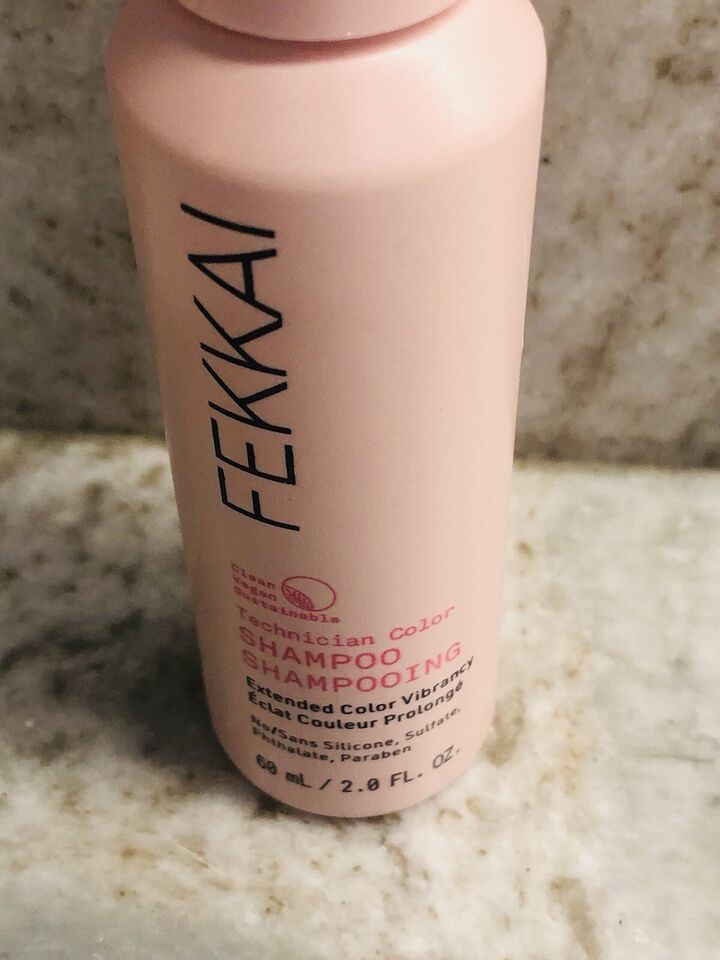 FEKKAI
Clean
Vegan
Sustainable
Technician Color
SHAMPOO
SHAMPOOING
Extended Color Vibrancy
Éclat Couleur Prolongé
No/Sans Silicone, Sulfate,
Phthalate, Paraben
60 mL / 2.0 FL. OZ.